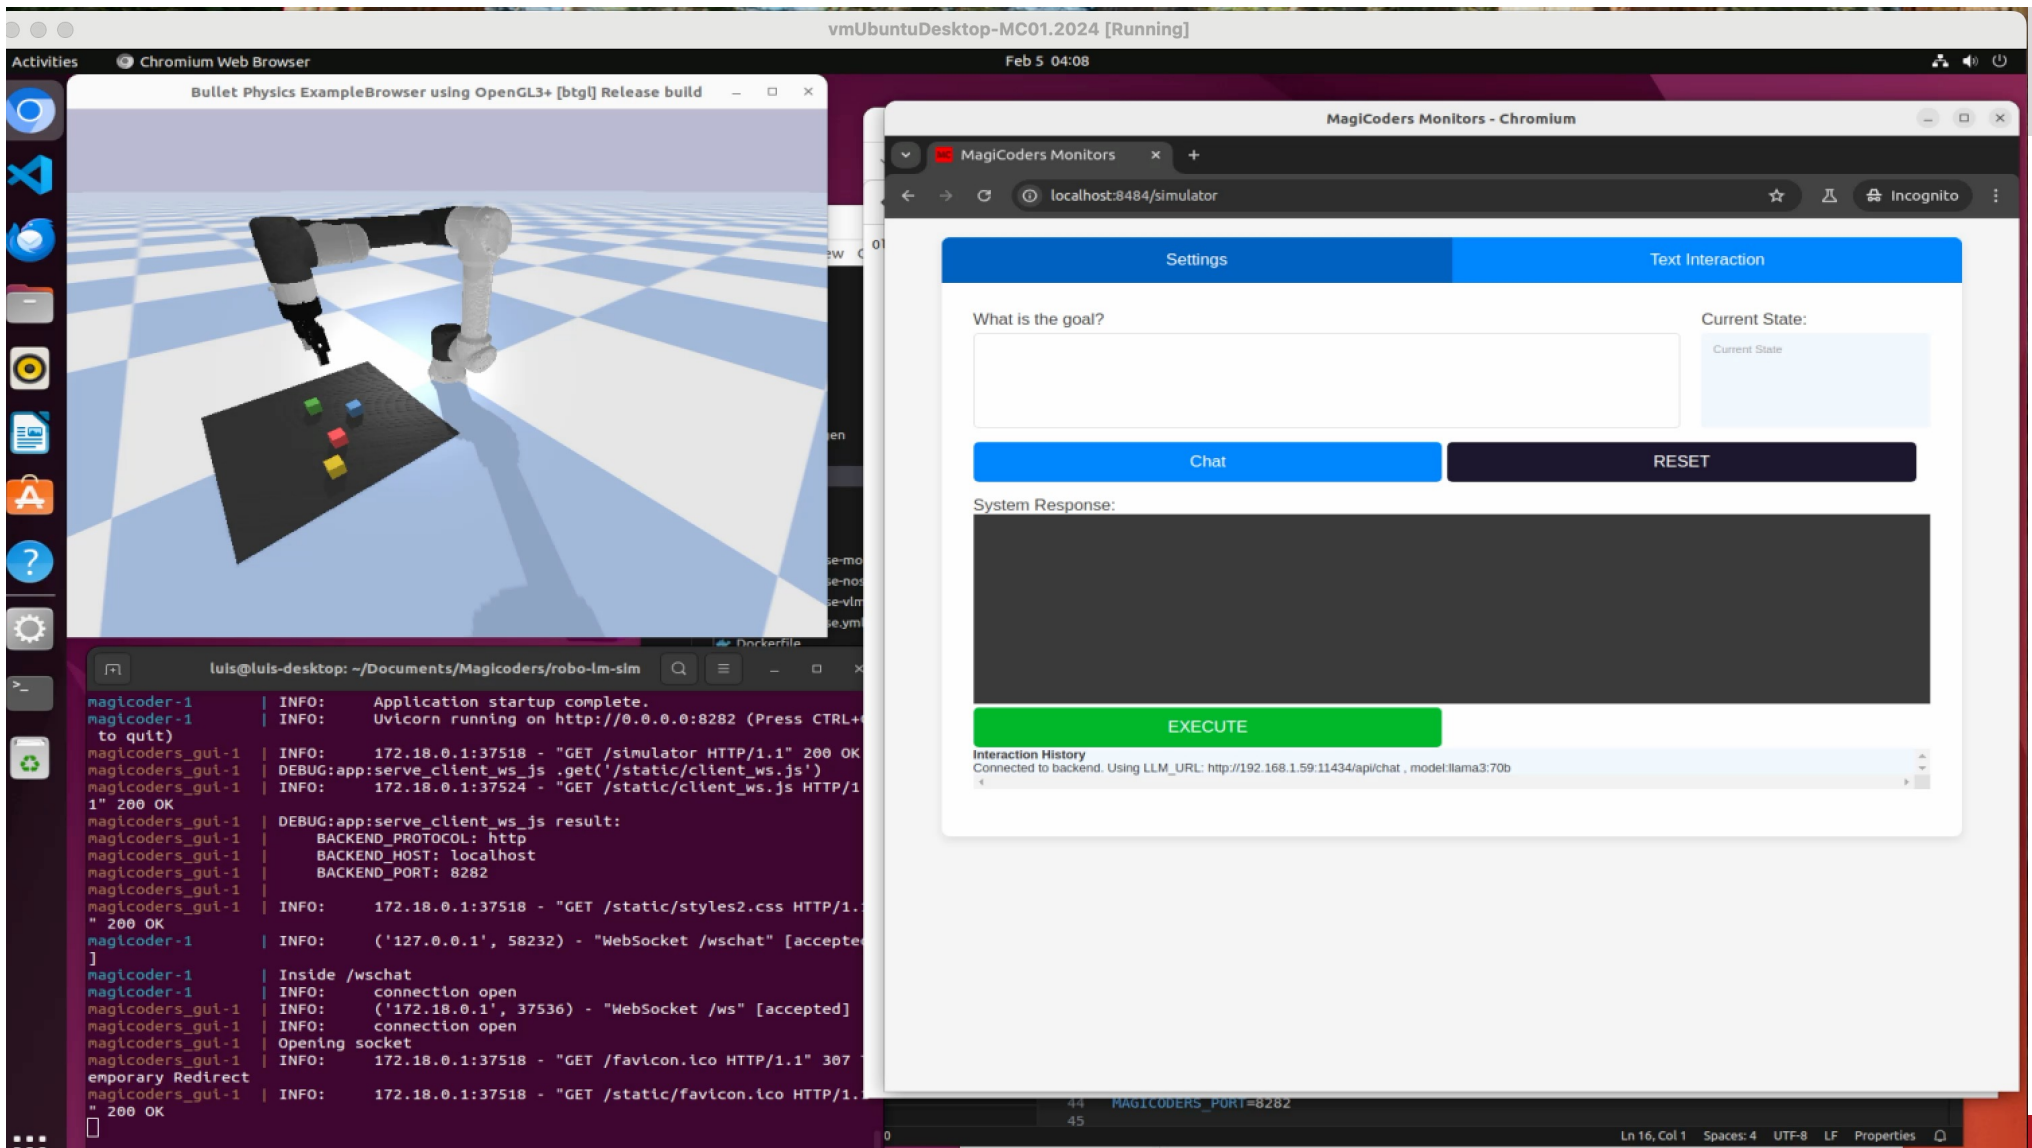 vmUbuntuDesktop-MC01.2024 [Running]
Activities
Chromium Web Browser
Feb 5 04:08
Bullet Physics ExampleBrowser using OpenGL3+ [btgl] Release build
MagiCoders Monitors - Chromium
MagiCoders Monitors
localhost:8484/simulator
Incognito
Settings
Text Interaction
What is the goal?
Current State:
Current State
Chat
RESET
System Response:
EXECUTE
Interaction History
Connected to backend. Using LLM_URL: http://192.168.1.59:11434/api/chat , model:llama3:70b
Dockerfile
luis@luis-desktop: ~/Documents/Magicoders/robo-lm-sim
magicoder-1 | INFO: Application startup complete.
magicoder-1 | INFO: Uvicorn running on http://0.0.0.0:8282 (Press CTRL+
to quit)
magicoders_gui-1 | INFO: 172.18.0.1:37518 - "GET /simulator HTTP/1.1" 200 OK
magicoders_gui-1 | DEBUG:app:serve_client_ws_js .get('/static/client_ws.js')
magicoders_gui-1 | INFO: 172.18.0.1:37524 - "GET /static/client_ws.js HTTP/1
1" 200 OK
magicoders_gui-1 | DEBUG:app:serve_client_ws_js result:
magicoders_gui-1 | BACKEND_PROTOCOL: http
magicoders_gui-1 | BACKEND_HOST: localhost
magicoders_gui-1 | BACKEND_PORT: 8282
magicoders_gui-1 |
magicoders_gui-1 | INFO: 172.18.0.1:37518 - "GET /static/styles2.css HTTP/1.
" 200 OK
magicoder-1 | INFO: ('127.0.0.1', 58232) - "WebSocket /wschat" [accepte
]
magicoder-1 | Inside /wschat
magicoder-1 | INFO: connection open
magicoders_gui-1 | INFO: ('172.18.0.1', 37536) - "WebSocket /ws" [accepted]
magicoders_gui-1 | INFO: connection open
magicoders_gui-1 | Opening socket
magicoders_gui-1 | INFO: 172.18.0.1:37518 - "GET /favicon.ico HTTP/1.1" 307
emporary Redirect
magicoders_gui-1 | INFO: 172.18.0.1:37518 - "GET /static/favicon.ico HTTP/1.
" 200 OK
44 MAGICODERS_PORT=8282
45
Ln 16, Col 1 Spaces: 4 UTF-8 LF Properties